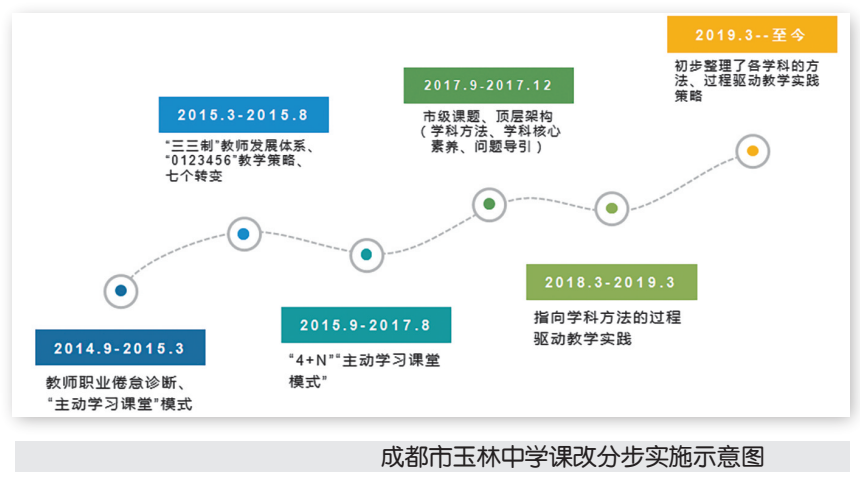 2014.9-2015.3
教师职业倦怠诊断、
“主动学习课堂”模式
2015.3-2015.8
“三三制”教师发展体系、
“0123456”教学策略、
七个转变
2015.9-2017.8
“4+N”“主动学习课堂
模式”
2017.9-2017.12
市级课题、顶层架构
（学科方法、学科核心
素养、问题导引）
2018.3-2019.3
指向学科方法的过程
驱动教学实践
2019.3--至今
初步整理了各学科的方
法、过程驱动教学实践
策略
成都市玉林中学课改分步实施示意图